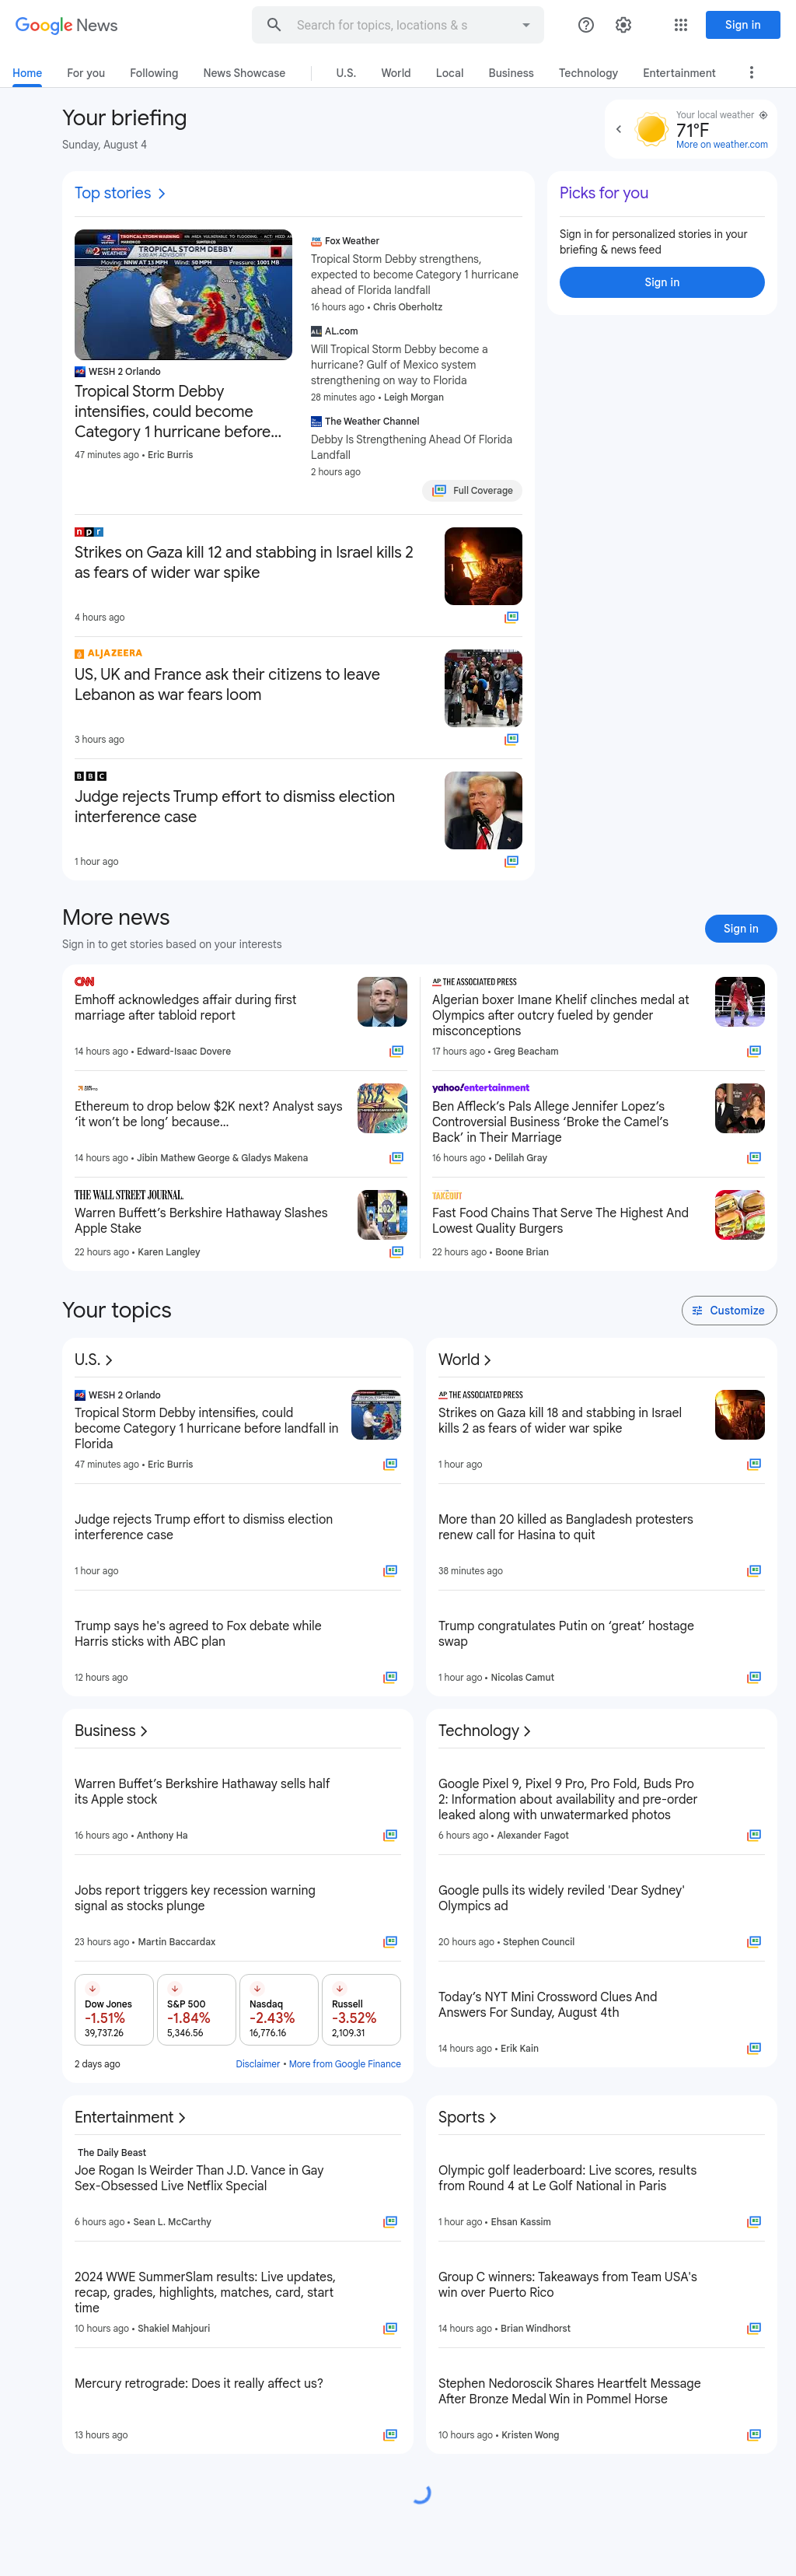 Google News
Search for topics, locations & s
Sign in
Home
For you
Following
News Showcase
U.S.
World
Local
Business
Technology
Entertainment
Your briefing
Sunday, August 4
Your local weather
71°F
More on weather.com
Top stories
TROPICAL STORM DEBBY
5:00 AM ADVISORY
Moving: NNW AT 13 MPH Wind: 50 MPH Pressure: 1001 MB
WESH 2 Orlando
Tropical Storm Debby
intensifies, could become
Category 1 hurricane before...
47 minutes ago • Eric Burris
Fox Weather
Tropical Storm Debby strengthens,
expected to become Category 1 hurricane
ahead of Florida landfall
16 hours ago • Chris Oberholtz
AL.com
Will Tropical Storm Debby become a
hurricane? Gulf of Mexico system
strengthening on way to Florida
28 minutes ago • Leigh Morgan
The Weather Channel
Debby Is Strengthening Ahead Of Florida
Landfall
2 hours ago
Full Coverage
npr
Strikes on Gaza kill 12 and stabbing in Israel kills 2
as fears of wider war spike
4 hours ago
ALJAZEERA
US, UK and France ask their citizens to leave
Lebanon as war fears loom
3 hours ago
BBC
Judge rejects Trump effort to dismiss election
interference case
1 hour ago
Picks for you
Sign in for personalized stories in your
briefing & news feed
Sign in
More news
Sign in to get stories based on your interests
Sign in
CNN
Emhoff acknowledges affair during first
marriage after tabloid report
14 hours ago • Edward-Isaac Dovere
Ethereum to drop below $2K next? Analyst says
‘it won’t be long’ because...
14 hours ago • Jibin Mathew George & Gladys Makena
THE WALL STREET JOURNAL.
Warren Buffett’s Berkshire Hathaway Slashes
Apple Stake
22 hours ago • Karen Langley
AP THE ASSOCIATED PRESS
Algerian boxer Imane Khelif clinches medal at
Olympics after outcry fueled by gender
misconceptions
17 hours ago • Greg Beacham
yahoo!entertainment
Ben Affleck’s Pals Allege Jennifer Lopez’s
Controversial Business ‘Broke the Camel’s
Back’ in Their Marriage
16 hours ago • Delilah Gray
TAKEOUT
Fast Food Chains That Serve The Highest And
Lowest Quality Burgers
22 hours ago • Boone Brian
Your topics
Customize
U.S.
WESH 2 Orlando
Tropical Storm Debby intensifies, could
become Category 1 hurricane before landfall in
Florida
47 minutes ago • Eric Burris
Judge rejects Trump effort to dismiss election
interference case
1 hour ago
Trump says he's agreed to Fox debate while
Harris sticks with ABC plan
12 hours ago
World
AP THE ASSOCIATED PRESS
Strikes on Gaza kill 18 and stabbing in Israel
kills 2 as fears of wider war spike
1 hour ago
More than 20 killed as Bangladesh protesters
renew call for Hasina to quit
38 minutes ago
Trump congratulates Putin on ‘great’ hostage
swap
1 hour ago • Nicolas Camut
Business
Warren Buffet’s Berkshire Hathaway sells half
its Apple stock
16 hours ago • Anthony Ha
Jobs report triggers key recession warning
signal as stocks plunge
23 hours ago • Martin Baccardax
Dow Jones
-1.51%
39,737.26
S&P 500
-1.84%
5,346.56
Nasdaq
-2.43%
16,776.16
Russell
-3.52%
2,109.31
2 days ago
Disclaimer • More from Google Finance
Technology
Google Pixel 9, Pixel 9 Pro, Pro Fold, Buds Pro
2: Information about availability and pre-order
leaked along with unwatermarked photos
6 hours ago • Alexander Fagot
Google pulls its widely reviled 'Dear Sydney'
Olympics ad
20 hours ago • Stephen Council
Today’s NYT Mini Crossword Clues And
Answers For Sunday, August 4th
14 hours ago • Erik Kain
Entertainment
The Daily Beast
Joe Rogan Is Weirder Than J.D. Vance in Gay
Sex-Obsessed Live Netflix Special
6 hours ago • Sean L. McCarthy
2024 WWE SummerSlam results: Live updates,
recap, grades, highlights, matches, card, start
time
10 hours ago • Shakiel Mahjouri
Mercury retrograde: Does it really affect us?
13 hours ago
Sports
Olympic golf leaderboard: Live scores, results
from Round 4 at Le Golf National in Paris
1 hour ago • Ehsan Kassim
Group C winners: Takeaways from Team USA's
win over Puerto Rico
14 hours ago • Brian Windhorst
Stephen Nedoroscik Shares Heartfelt Message
After Bronze Medal Win in Pommel Horse
10 hours ago • Kristen Wong